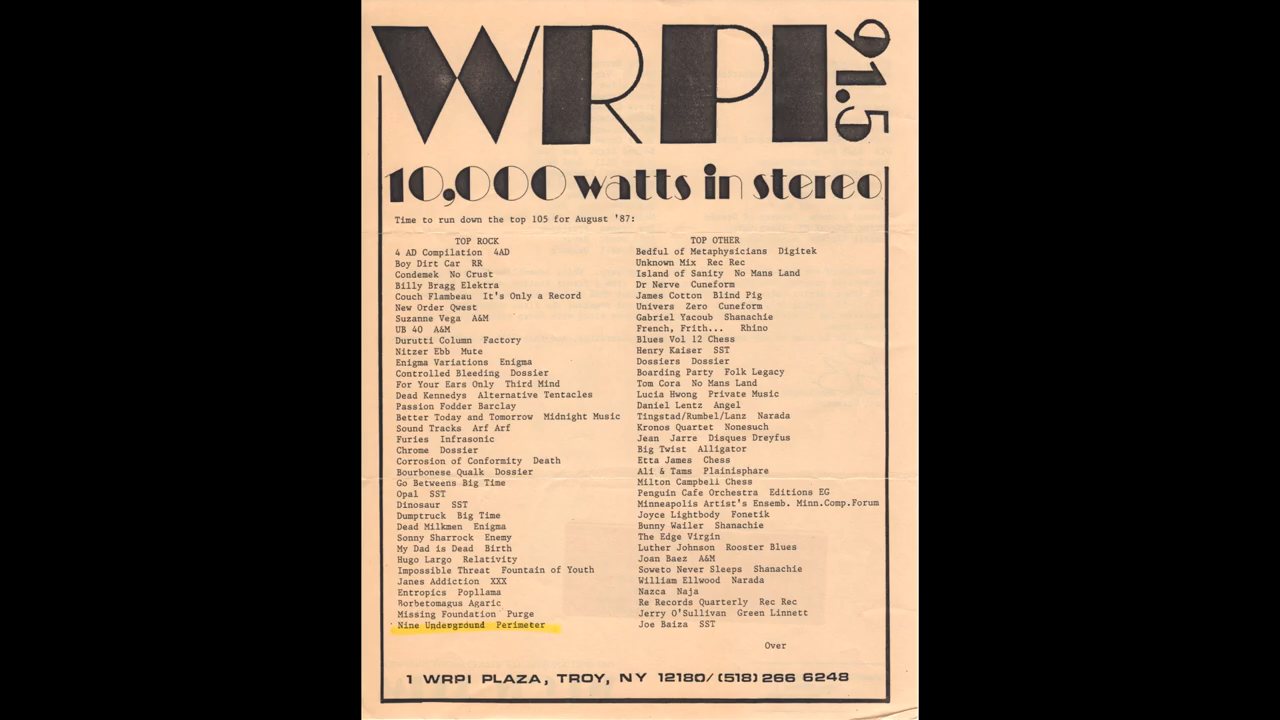 WRPI 91.5
10,000 watts in stereo
Time to run down the top 105 for August '87:
TOP ROCK
4 AD Compilation 4AD
Boy Dirt Car RR
Condemek No Crust
Billy Bragg Elektra
Couch Flambeau It's Only a Record
New Order Qwest
Suzanne Vega A&M
UB 40 A&M
Durutti Column Factory
Nitzer Ebb Mute
Enigma Variations Enigma
Controlled Bleeding Dossier
For Your Ears Only Third Mind
Dead Kennedys Alternative Tentacles
Passion Fodder Barclay
Better Today and Tomorrow Midnight Music
Sound Tracks Arf Arf
Furies Infrasonic
Chrome Dossier
Corrosion of Conformity Death
Bourbonese Qualk Dossier
Go Betweens Big Time
Opal SST
Dinosaur SST
Dumptruck Big Time
Dead Milkmen Enigma
Sonny Sharrock Enemy
My Dad is Dead Birth
Hugo Largo Relativity
Impossible Threat Fountain of Youth
Janes Addiction XXX
Entropics Popllama
Borbetomagus Agaric
Missing Foundation Purge
Nine Underground Perimeter
TOP OTHER
Bedful of Metaphysicians Digitek
Unknown Mix Rec Rec
Island of Sanity No Mans Land
Dr Nerve Cuneform
James Cotton Blind Pig
Univers Zero Cuneform
Gabriel Yacoub Shanachie
French, Frith... Rhino
Blues Vol 12 Chess
Henry Kaiser SST
Dossiers Dossier
Boarding Party Folk Legacy
Tom Cora No Mans Land
Lucia Hwong Private Music
Daniel Lentz Angel
Tingstad/Rumbel/Lanz Narada
Kronos Quartet Nonesuch
Jean Jarre Disques Dreyfus
Big Twist Alligator
Etta James Chess
Ali & Tams Plainisphare
Milton Campbell Chess
Penguin Cafe Orchestra Editions EG
Minneapolis Artist's Ensemb. Minn.Comp.Forum
Joyce Lightbody Fonetik
Bunny Wailer Shanachie
The Edge Virgin
Luther Johnson Rooster Blues
Joan Baez A&M
Soweto Never Sleeps Shanachie
William Ellwood Narada
Nazca Naja
Re Records Quarterly Rec Rec
Jerry O'Sullivan Green Linnett
Joe Baiza SST
Over
1 WRPI PLAZA, TROY, NY 12180/(518)266 6248